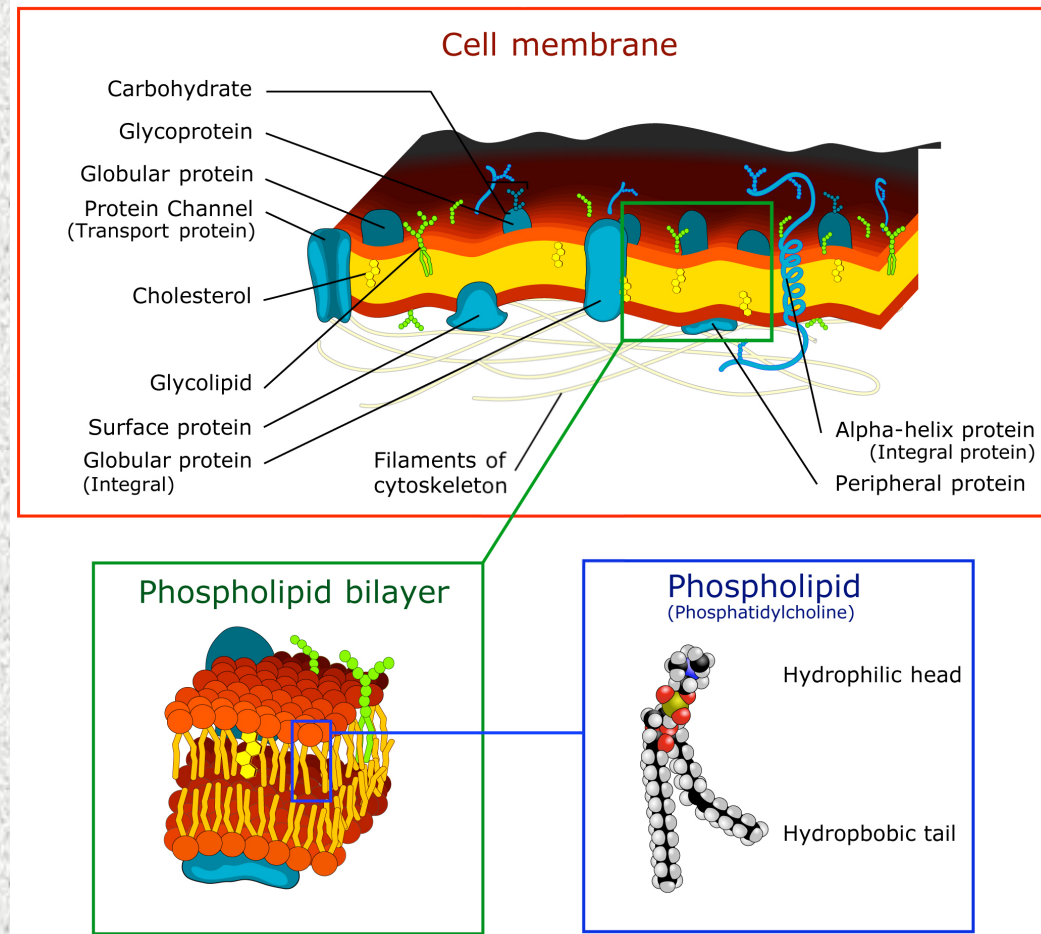 Cell membrane
Carbohydrate
Glycoprotein
Globular protein
Protein Channel
(Transport protein)
Cholesterol
Glycolipid
Surface protein
Globular protein
(Integral)
Filaments of
cytoskeleton
Alpha-helix protein
(Integral protein)
Peripheral protein
Phospholipid bilayer
Phospholipid
(Phosphatidylcholine)
Hydrophilic head
Hydropbobic tail